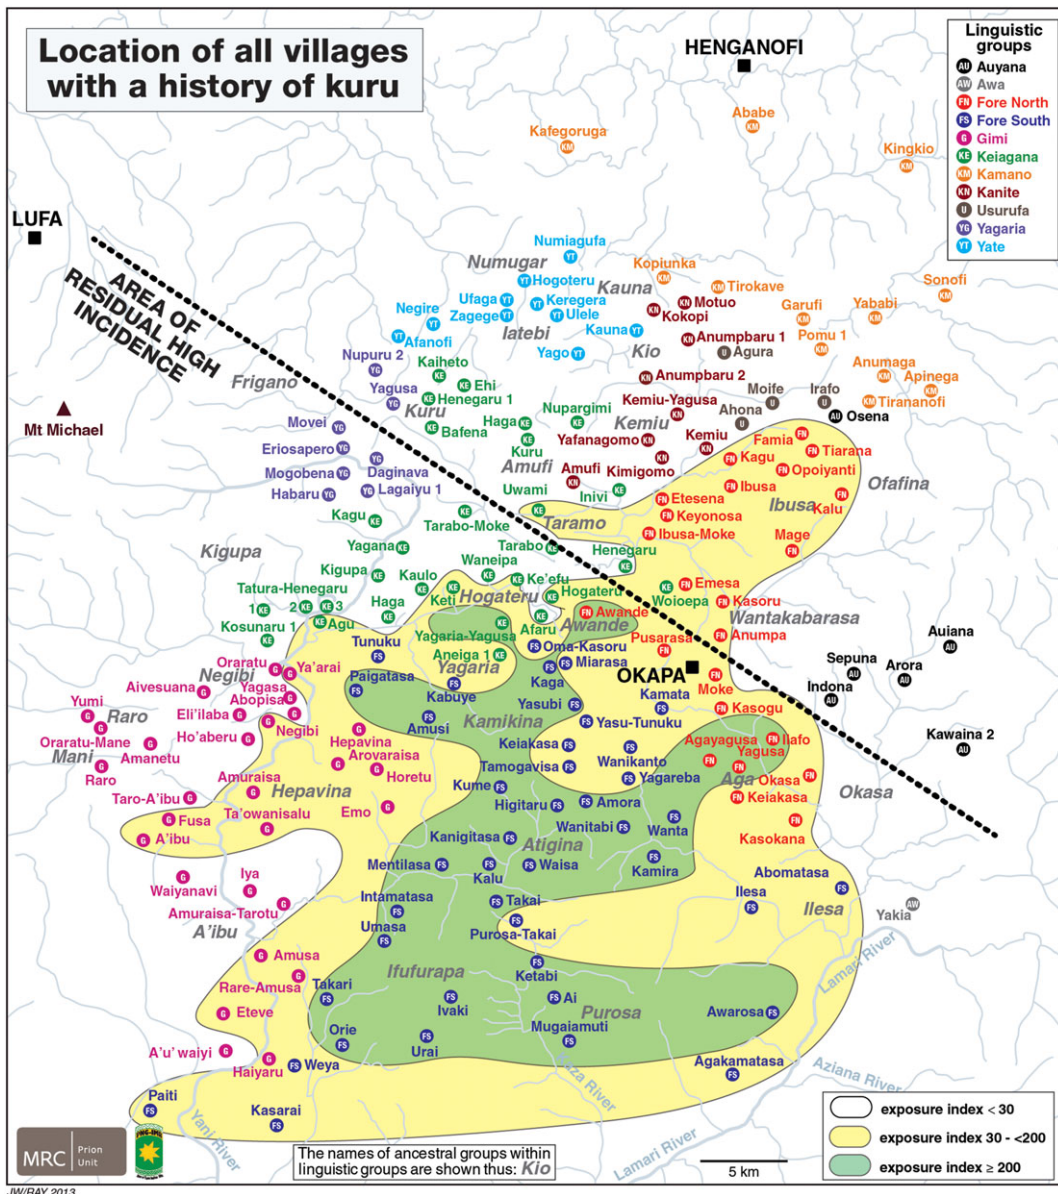 Location of all villages
with a history of kuru
HENGANOFI
LUFA
Mt Michael
AREA OF
RESIDUAL HIGH
INCIDENCE
Linguistic
groups
AU Auyana
AW Awa
FN Fore North
FS Fore South
G Gimi
KE Keiagana
KM Kamano
KN Kanite
U Usurufa
YG Yagaria
YT Yate
Ababe
Kafegoruga
Kingkio
Numiagufa
Numugar
Hogoteru
Kopiunka
Kauna
Tirokave
Sonofi
Ufaga
Keregera
Motuo
Kokopi
Garufi
Yababi
Negire
Zagege
Ulele
Iatebi
Kauna
Anumpbaru 1
Pomu 1
Afanofi
Yago
Kio
Agura
Nupuru 2
Kaiheto
Anumpbaru 2
Anumaga
Apinega
Frigano
Yagusa
Ehi
Henegaru 1
Kuru
Kemiu-Yagusa
Moife
Irafo
Tirananofi
Movei
Bafena
Haga
Nupargimi
Kemiu
Ahona
Osena
Eriosapero
Kuru
Yafanagomo
Kemiu
Famia
Tiarana
Mogobena
Daginava
Amufi
Amufi
Kimigomo
Kagu
Opoiyanti
Ofafina
Habaru
Lagaiyu 1
Uwami
Inivi
Etesena
Ibusa
Ibusa
Kalu
Kagu
Tarabo-Moke
Taramo
Keyonosa
Ibusa-Moke
Mage
Kigupa
Yagana
Tarabo
Henegaru
Kigupa
Waneipa
Kaulo
Ke'efu
Hogateru
Woioepa
Emesa
Tatura-Henegaru
1
2
3
Keti
Hogateru
Kasoru
Wantakabarasa
Kosunaru 1
Agu
Haga
Yagaria-Yagusa
Afaru
Awande
Awande
Anumpa
Auiana
Tunuku
Aneiga 1
Oma-Kasoru
Pusarasa
Negibi
Oraratu
Ya'arai
Yagaria
Miarasa
OKAPA
Sepuna
Arora
Aivesuana
Yagasa
Paigatasa
Kabuye
Kaga
Moke
Indona
Yumi
Raro
Eli'ilaba
Abopisa
Amusi
Kamikina
Yasubi
Kamata
Kasogu
Oraratu-Mane
Ho'aberu
Negibi
Hepavina
Yasu-Tunuku
Kawaina 2
Mani
Amanetu
Arovaraisa
Keiakasa
Agayagusa
Ilafo
Yagusa
Raro
Horetu
Tamogavisa
Wanikanto
Aga
Okasa
Amuraisa
Hepavina
Kume
Yagareba
Keiakasa
Okasa
Taro-A'ibu
Emo
Higitaru
Amora
Fusa
Ta'owanisalu
Kanigitasa
Wanitabi
Wanta
Kasokana
A'ibu
Atigina
Mentilasa
Kalu
Waisa
Kamira
Abomatasa
Waiyanavi
Iya
Intamatasa
Takai
Ilesa
Ilesa
Amuraisa-Tarotu
Umasa
Purosa-Takai
Yakia
A'ibu
Amusa
Ifufurapa
Ketabi
Lamari River
Rare-Amusa
Takari
Ivaki
Ai
Purosa
Awarosa
Eteve
Orie
Urai
Mugaiamuti
A'u' waiyi
Haiyaru
Weya
Agakamatasa
Aziana River
Paiti
Kasarai
Yani River
Lamari River
MRC Prion
Unit
The names of ancestral groups within
linguistic groups are shown thus: Kio
5 km
exposure index < 30
exposure index 30 - <200
exposure index ≥ 200
JW/RAY 2013